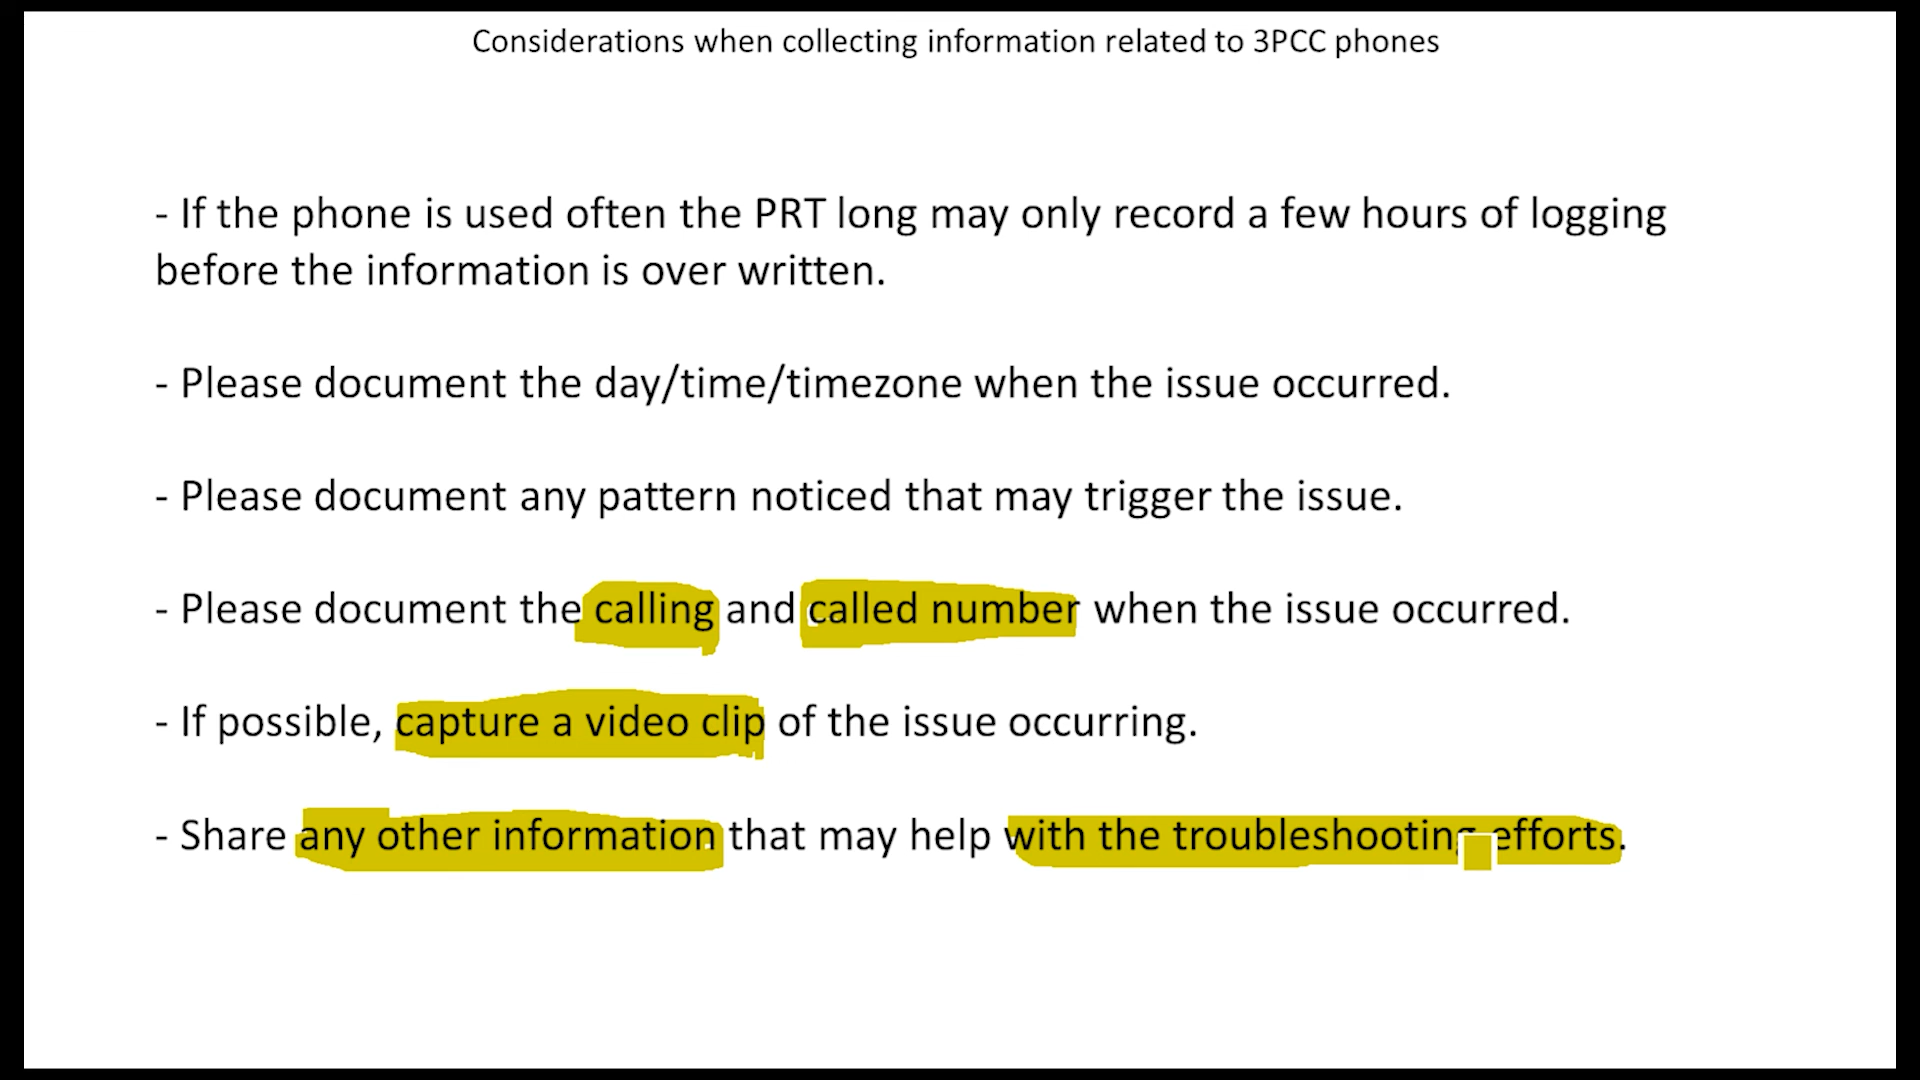 Considerations when collecting information related to 3PCC phones
- If the phone is used often the PRT long may only record a few hours of logging
before the information is over written.
- Please document the day/time/timezone when the issue occurred.
- Please document any pattern noticed that may trigger the issue.
- Please document the calling and called number when the issue occurred.
- If possible, capture a video clip of the issue occurring.
- Share any other information that may help with the troubleshooting efforts.